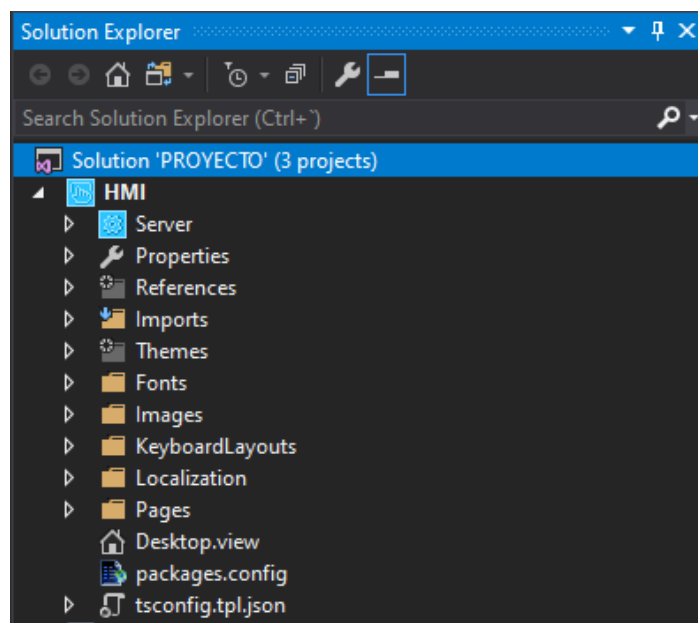 Solution Explorer
Search Solution Explorer (Ctrl+`)
Solution 'PROYECTO' (3 projects)
HMI
Server
Properties
References
Imports
Themes
Fonts
Images
KeyboardLayouts
Localization
Pages
Desktop.view
packages.config
tsconfig.tpl.json